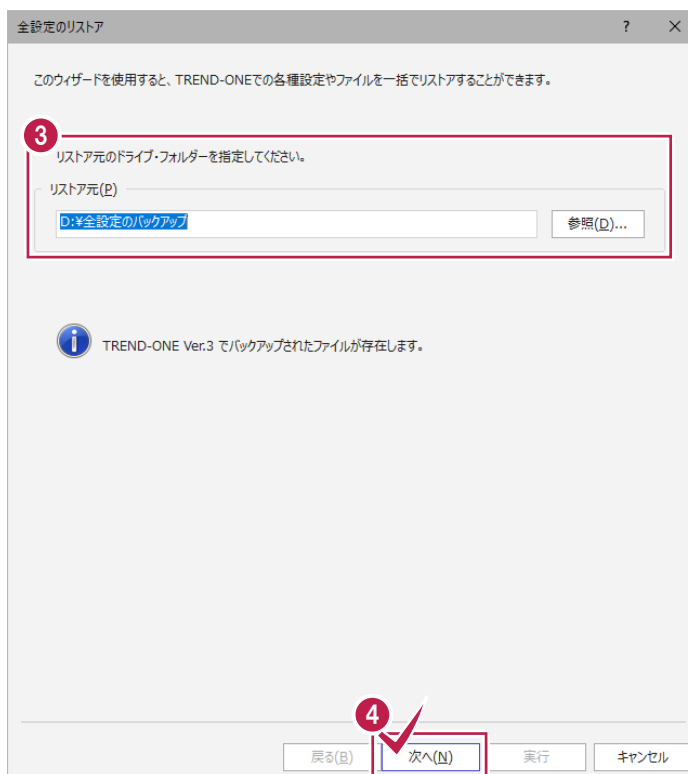 全設定のリストア
? ×
このウィザードを使用すると、TREND-ONEでの各種設定やファイルを一括でリストアすることができます。
3
リストア元のドライブ・フォルダーを指定してください。
リストア元(P)
D:¥全設定のバックアップ 参照(D)...
TREND-ONE Ver.3 でバックアップされたファイルが存在します。
4
戻る(B) 次へ(N) 実行 キャンセル